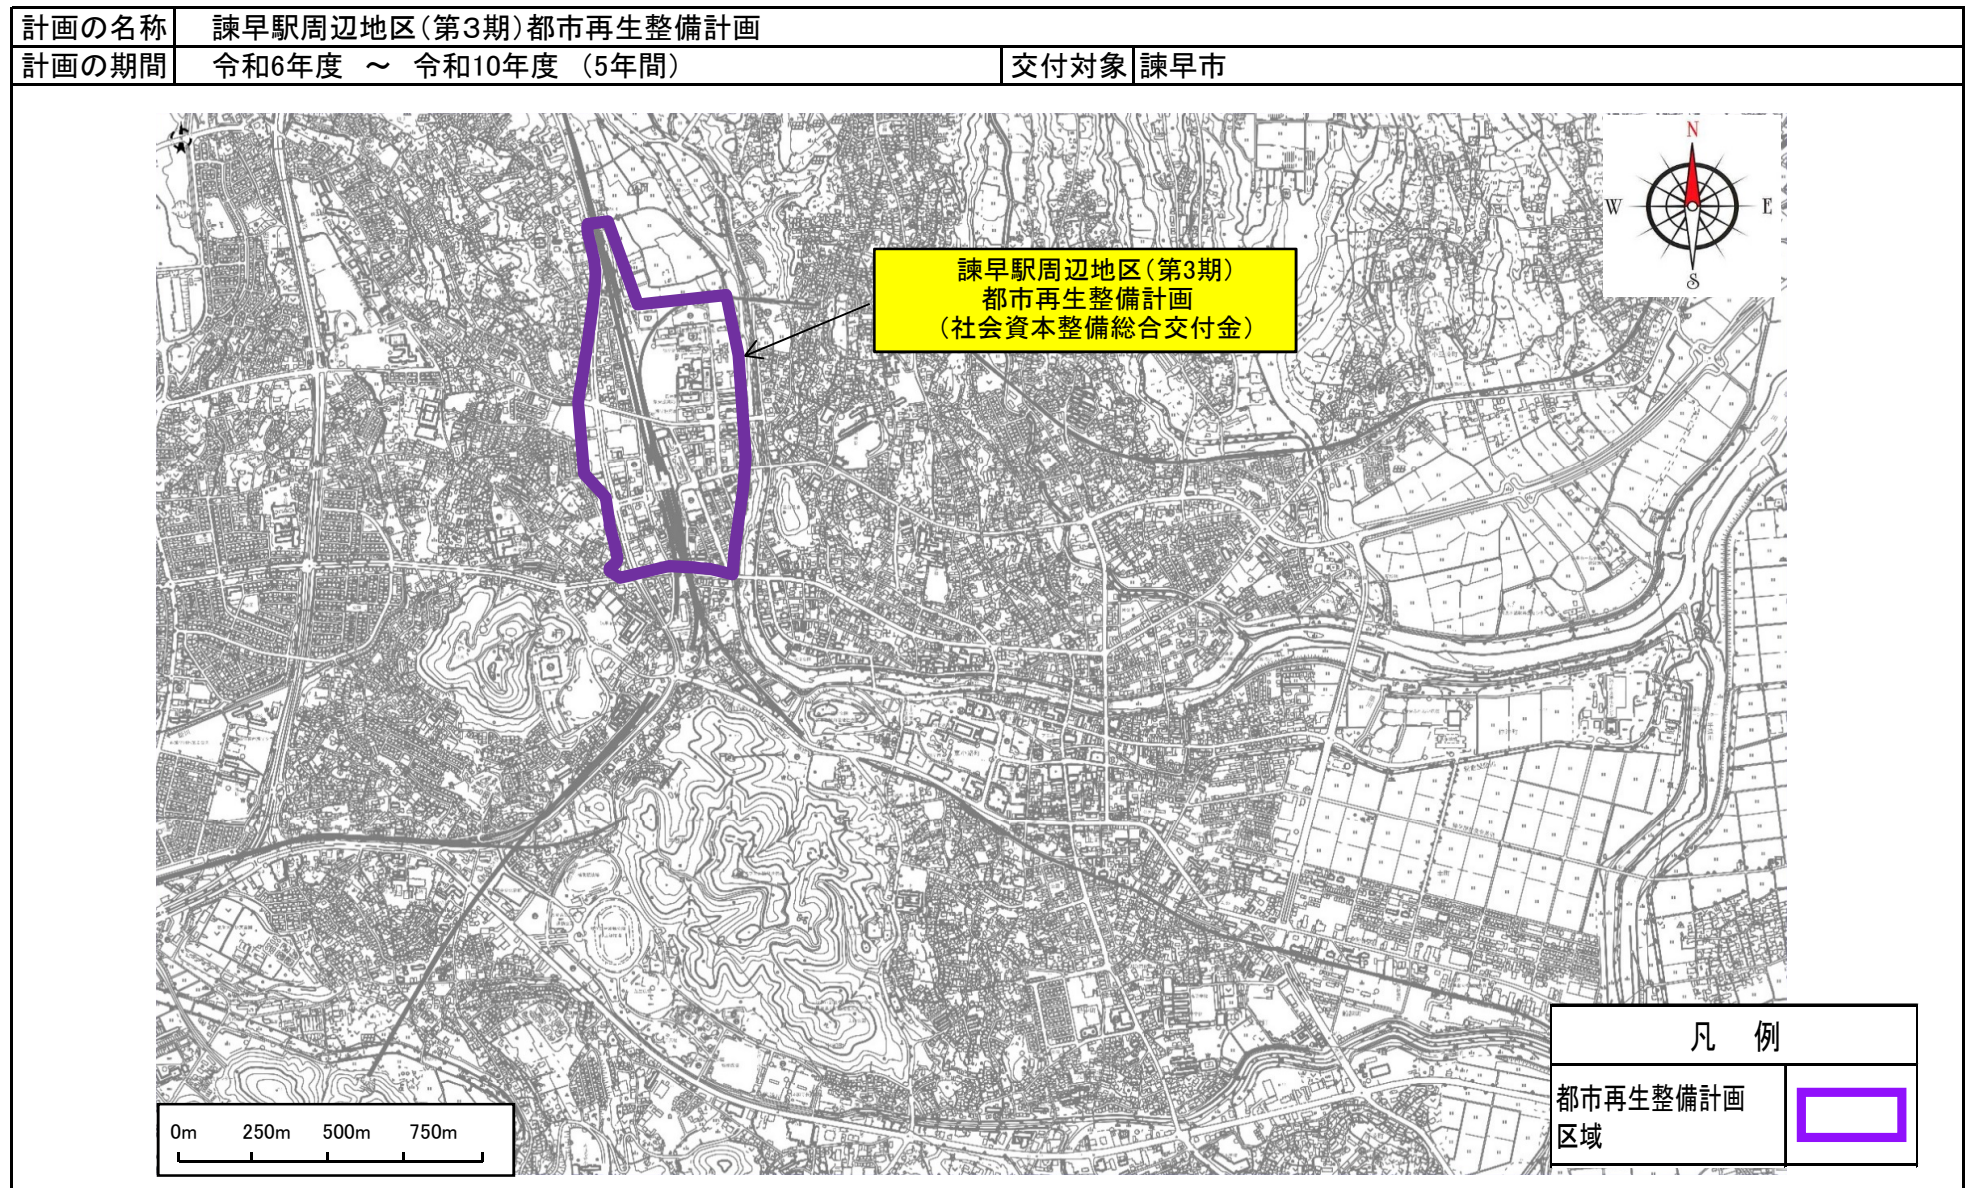 計画の名称
諫早駅周辺地区（第３期）都市再生整備計画
計画の期間
令和6年度　～　令和10年度　（5年間）
交付対象
諫早市
N
W
E
S
諫早駅周辺地区（第3期）
都市再生整備計画
（社会資本整備総合交付金）
凡　例
都市再生整備計画
区域
0m
250m
500m
750m